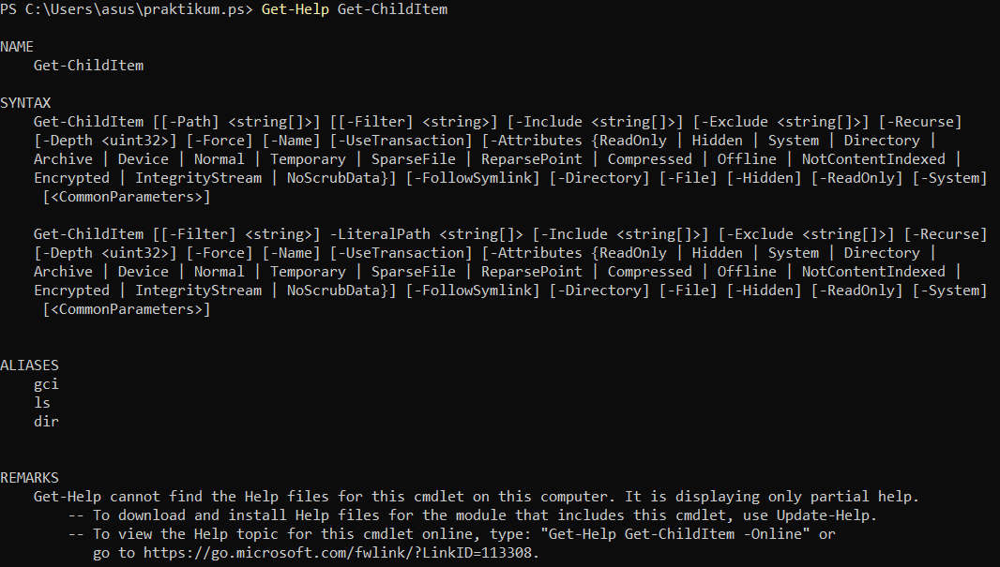 PS C:\Users\asus\praktikum.ps> Get-Help Get-ChildItem
NAME
Get-ChildItem
SYNTAX
Get-ChildItem [[-Path] <string[]>] [[-Filter] <string>] [-Include <string[]>] [-Exclude <string[]>] [-Recurse]
[-Depth <uint32>] [-Force] [-Name] [-UseTransaction] [-Attributes {ReadOnly | Hidden | System | Directory |
Archive | Device | Normal | Temporary | SparseFile | ReparsePoint | Compressed | Offline | NotContentIndexed |
Encrypted | IntegrityStream | NoScrubData}] [-FollowSymlink] [-Directory] [-File] [-Hidden] [-ReadOnly] [-System]
[<CommonParameters>]
Get-ChildItem [[-Filter] <string>] -LiteralPath <string[]> [-Include <string[]>] [-Exclude <string[]>] [-Recurse]
[-Depth <uint32>] [-Force] [-Name] [-UseTransaction] [-Attributes {ReadOnly | Hidden | System | Directory |
Archive | Device | Normal | Temporary | SparseFile | ReparsePoint | Compressed | Offline | NotContentIndexed |
Encrypted | IntegrityStream | NoScrubData}] [-FollowSymlink] [-Directory] [-File] [-Hidden] [-ReadOnly] [-System]
[<CommonParameters>]
ALIASES
gci
ls
dir
REMARKS
Get-Help cannot find the Help files for this cmdlet on this computer. It is displaying only partial help.
-- To download and install Help files for the module that includes this cmdlet, use Update-Help.
-- To view the Help topic for this cmdlet online, type: "Get-Help Get-ChildItem -Online" or
go to https://go.microsoft.com/fwlink/?LinkID=113308.